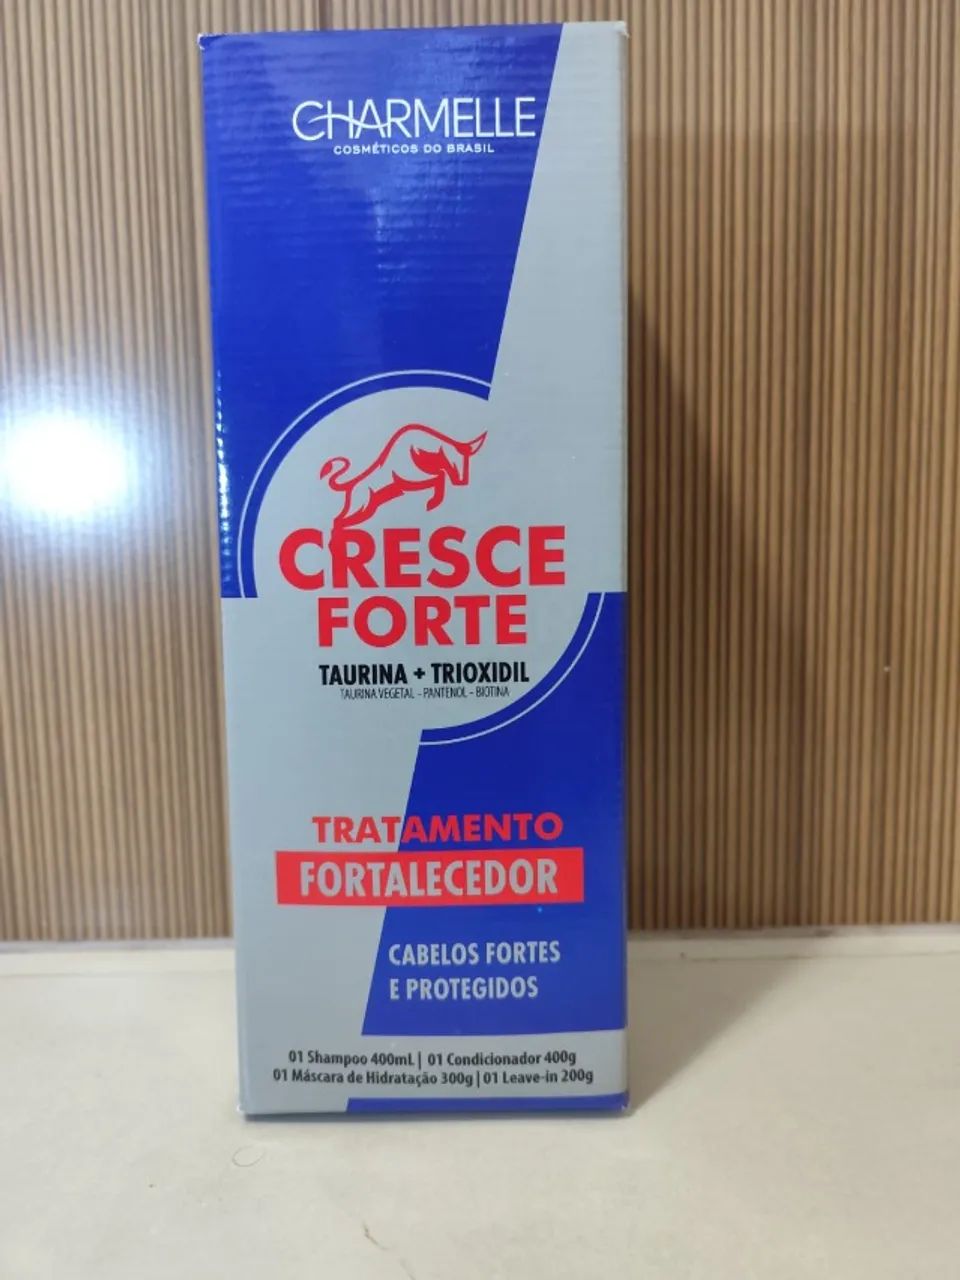 CHARMELLE
COSMÉTICOS DO BRASIL
CRESCE
FORTE
TAURINA + TRIOXIDIL
TAURINA VEGETAL - PANTENOL - BIOTINA
TRATAMENTO
FORTALECEDOR
CABELOS FORTES
E PROTEGIDOS
01 Shampoo 400mL | 01 Condicionador 400g
01 Máscara de Hidratação 300g | 01 Leave-in 200g